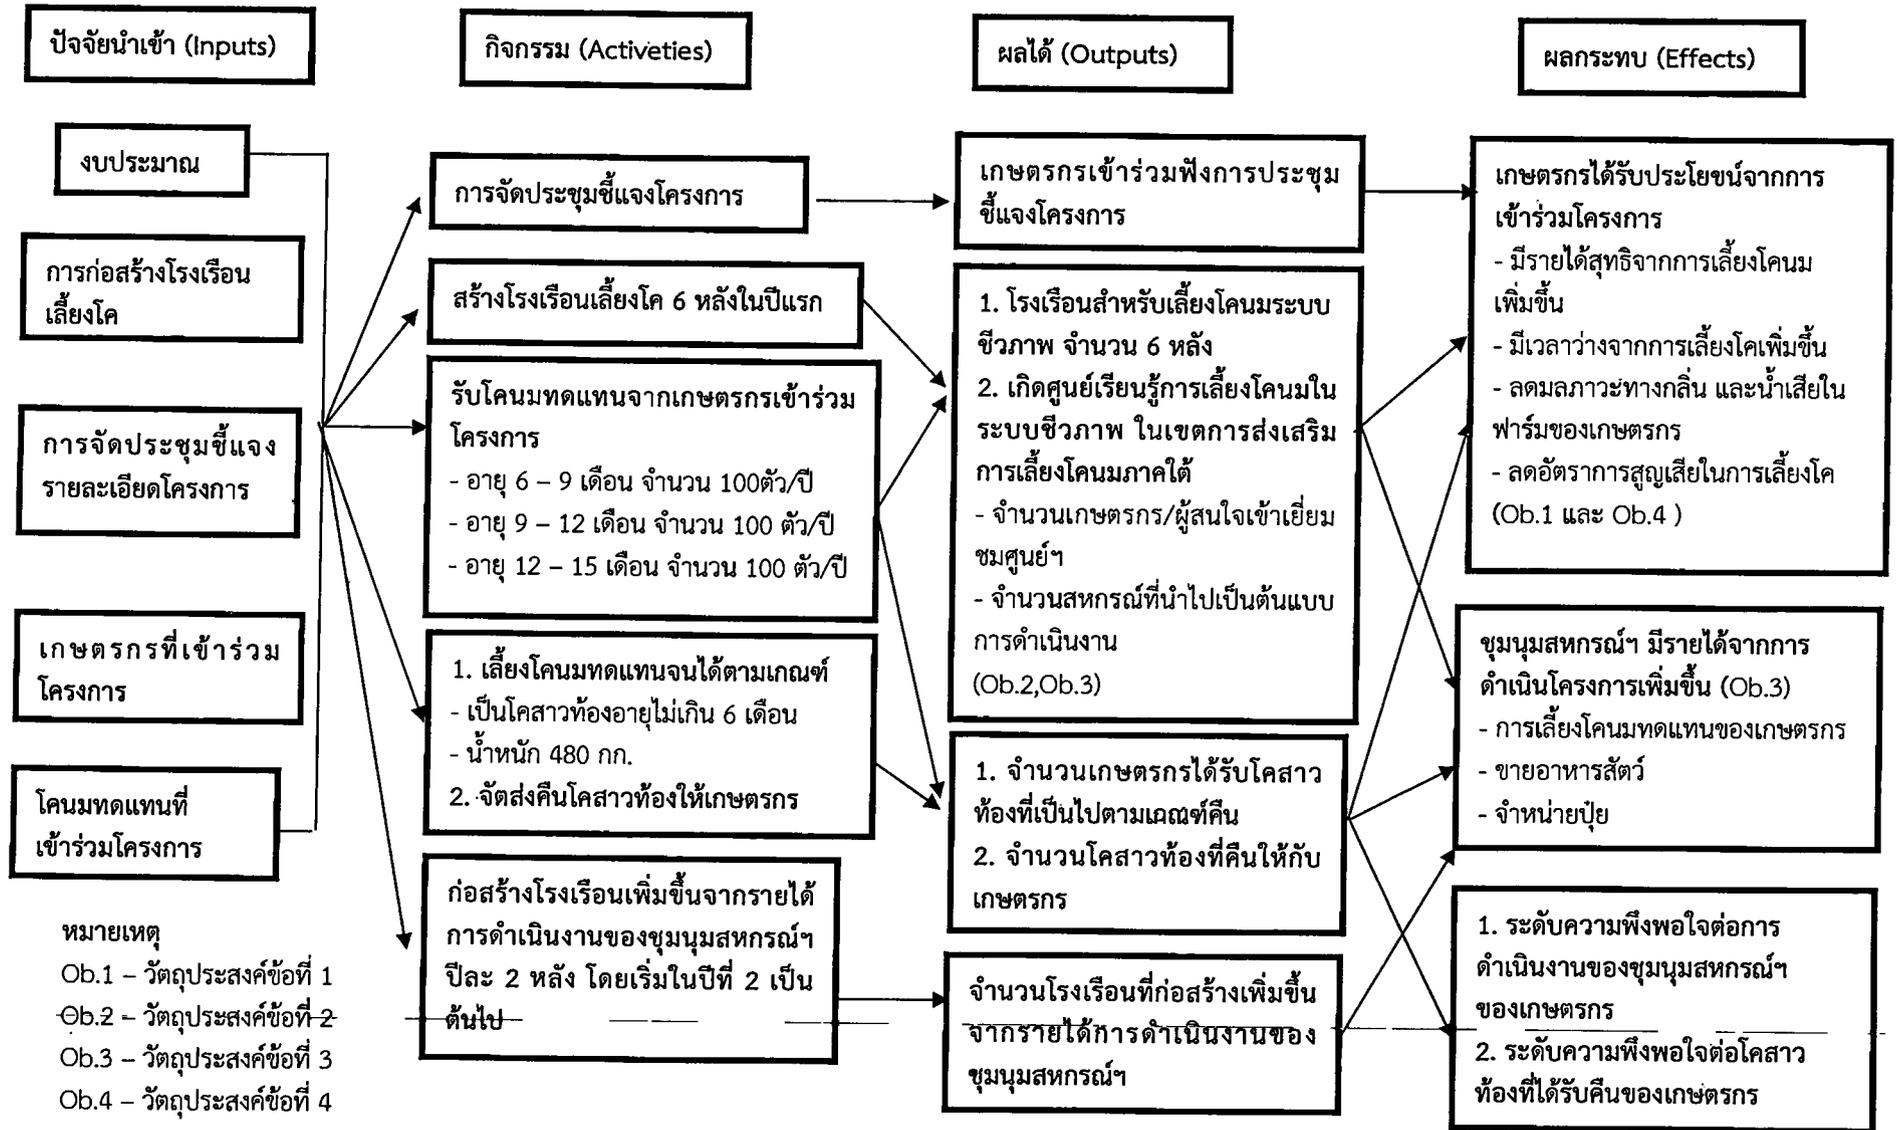 ปัจจัยนำเข้า (Inputs)
กิจกรรม (Activeties)
ผลได้ (Outputs)
ผลกระทบ (Effects)
งบประมาณ
การก่อสร้างโรงเรือน
เลี้ยงโค
การจัดประชุมชี้แจง
รายละเอียดโครงการ
เกษตรกรที่เข้าร่วม
โครงการ
โคนมทดแทนที่
เข้าร่วมโครงการ
หมายเหตุ
Ob.1 – วัตถุประสงค์ข้อที่ 1
Ob.2 – วัตถุประสงค์ข้อที่ 2
Ob.3 – วัตถุประสงค์ข้อที่ 3
Ob.4 – วัตถุประสงค์ข้อที่ 4
การจัดประชุมชี้แจงโครงการ
สร้างโรงเรือนเลี้ยงโค 6 หลังในปีแรก
รับโคนมทดแทนจากเกษตรกรเข้าร่วม
โครงการ
- อายุ 6 – 9 เดือน จำนวน 100ตัว/ปี
- อายุ 9 – 12 เดือน จำนวน 100 ตัว/ปี
- อายุ 12 – 15 เดือน จำนวน 100 ตัว/ปี
1. เลี้ยงโคนมทดแทนจนได้ตามเกณฑ์
- เป็นโคสาวท้องอายุไม่เกิน 6 เดือน
- น้ำหนัก 480 กก.
2. จัดส่งคืนโคสาวท้องให้เกษตรกร
ก่อสร้างโรงเรือนเพิ่มขึ้นจากรายได้
การดำเนินงานของชุมนุมสหกรณ์ฯ
ปีละ 2 หลัง โดยเริ่มในปีที่ 2 เป็น
ต้นไป
เกษตรกรเข้าร่วมฟังการประชุม
ชี้แจงโครงการ
1. โรงเรือนสำหรับเลี้ยงโคนมระบบ
ชีวภาพ จำนวน 6 หลัง
2. เกิดศูนย์เรียนรู้การเลี้ยงโคนมใน
ระบบชีวภาพ ในเขตการส่งเสริม
การเลี้ยงโคนมภาคใต้
- จำนวนเกษตรกร/ผู้สนใจเข้าเยี่ยม
ชมศูนย์ฯ
- จำนวนสหกรณ์ที่นำไปเป็นต้นแบบ
การดำเนินงาน
(Ob.2,Ob.3)
1. จำนวนเกษตรกรได้รับโคสาว
ท้องที่เป็นไปตามเฌณฑ์คืน
2. จำนวนโคสาวท้องที่คืนให้กับ
เกษตรกร
จำนวนโรงเรือนที่ก่อสร้างเพิ่มขึ้น
จากรายได้การดำเนินงานของ
ชุมนุมสหกรณ์ฯ
เกษตรกรได้รับประโยขน์จากการ
เข้าร่วมโครงการ
- มีรายได้สุทธิจากการเลี้ยงโคนม
เพิ่มขึ้น
- มีเวลาว่างจากการเลี้ยงโคเพิ่มขึ้น
- ลดมลภาวะทางกลิ่น และน้ำเสียใน
ฟาร์มของเกษตรกร
- ลดอัตราการสูญเสียในการเลี้ยงโค
(Ob.1 และ Ob.4 )
ชุมนุมสหกรณ์ฯ มีรายได้จากการ
ดำเนินโครงการเพิ่มขึ้น (Ob.3)
- การเลี้ยงโคนมทดแทนของเกษตรกร
- ขายอาหารสัตว์
- จำหน่ายปุ๋ย
1. ระดับความพึงพอใจต่อการ
ดำเนินงานของชุมนุมสหกรณ์ฯ
ของเกษตรกร
2. ระดับความพึงพอใจต่อโคสาว
ท้องที่ได้รับคืนของเกษตรกร